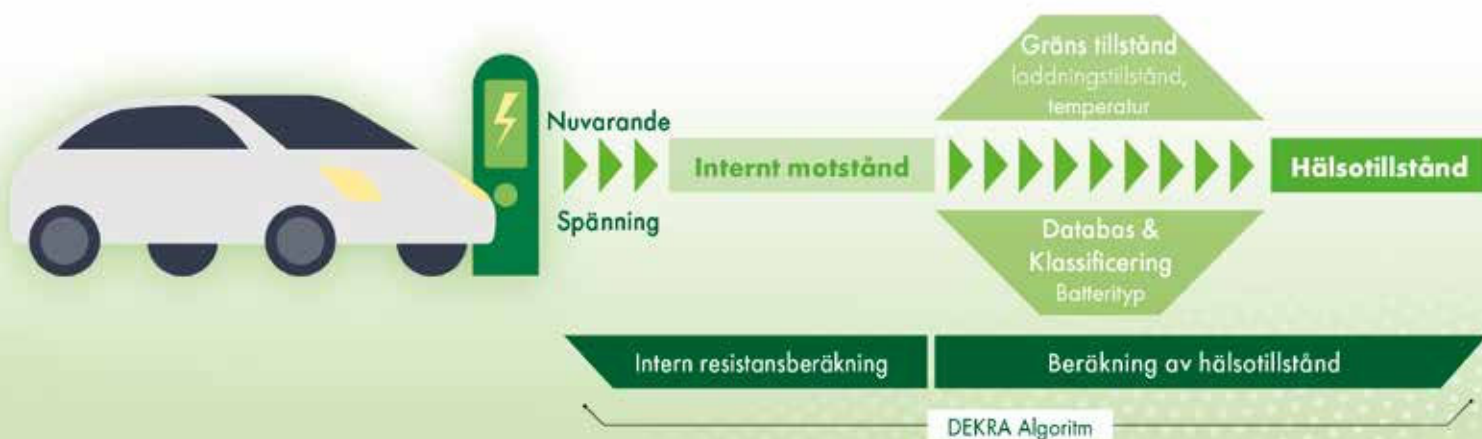 Gräns tillstånd
laddningstillstånd,
temperatur
Nuvarande
Internt motstånd
Hälsotillstånd
Spänning
Databas &
Klassificering
Batterityp
Intern resistansberäkning
Beräkning av hälsotillstånd
DEKRA Algoritm